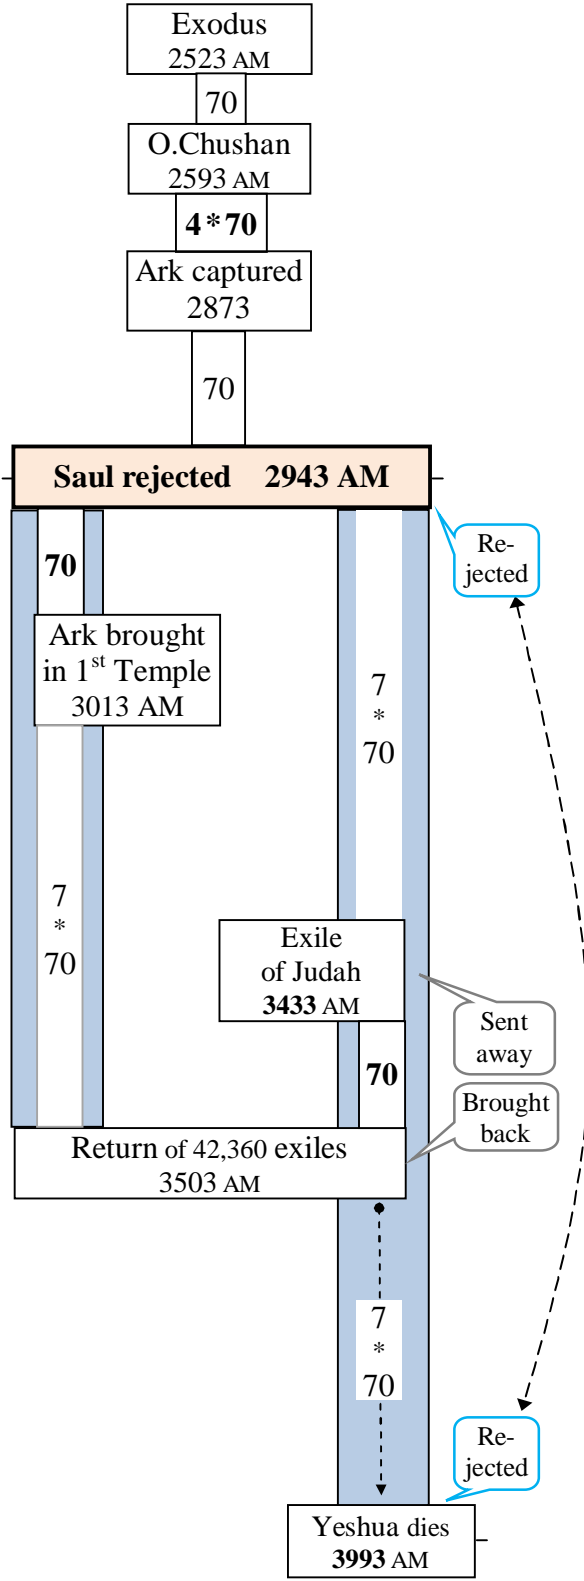 Exodus
2523 AM
70
O.Chushan
2593 AM
4*70
Ark captured
2873
70
Saul rejected 2943 AM
Re-
jected
70
Ark brought
in 1st Temple
3013 AM
7
*
70
7
*
70
Exile
of Judah
3433 AM
Sent
away
70
Brought
back
Return of 42,360 exiles
3503 AM
7
*
70
Re-
jected
Yeshua dies
3993 AM